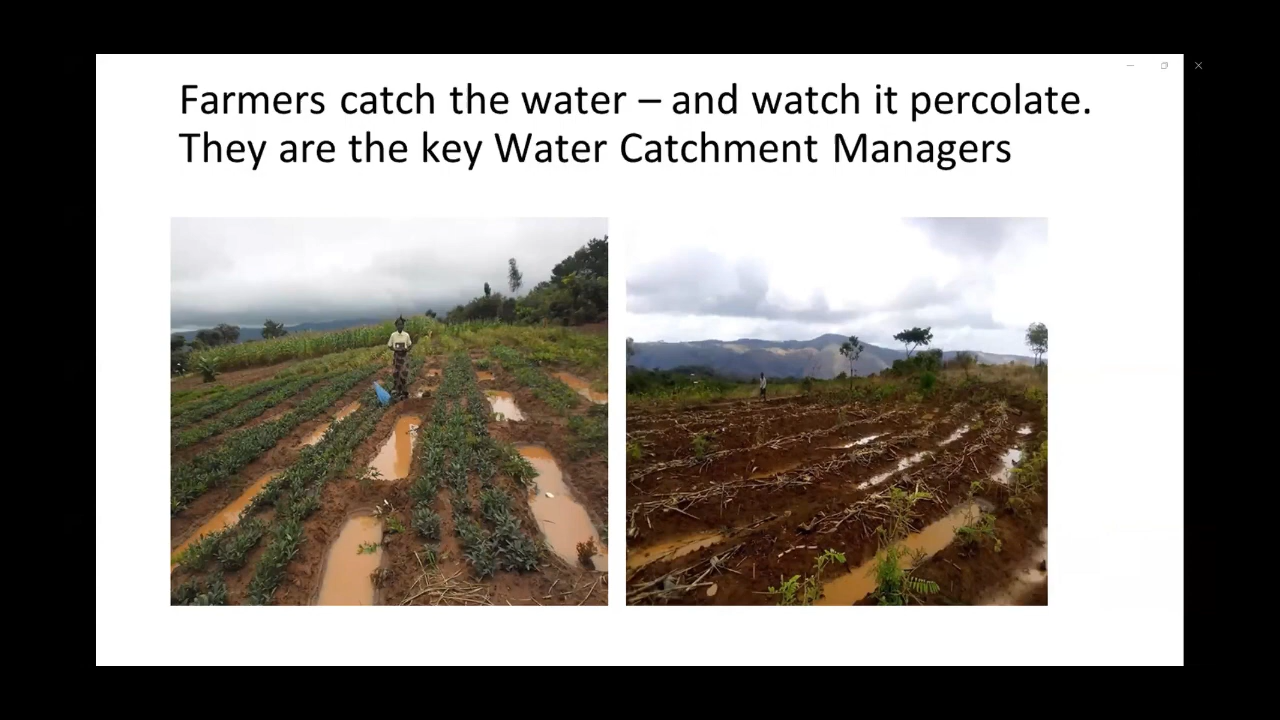 Farmers catch the water – and watch it percolate.
They are the key Water Catchment Managers